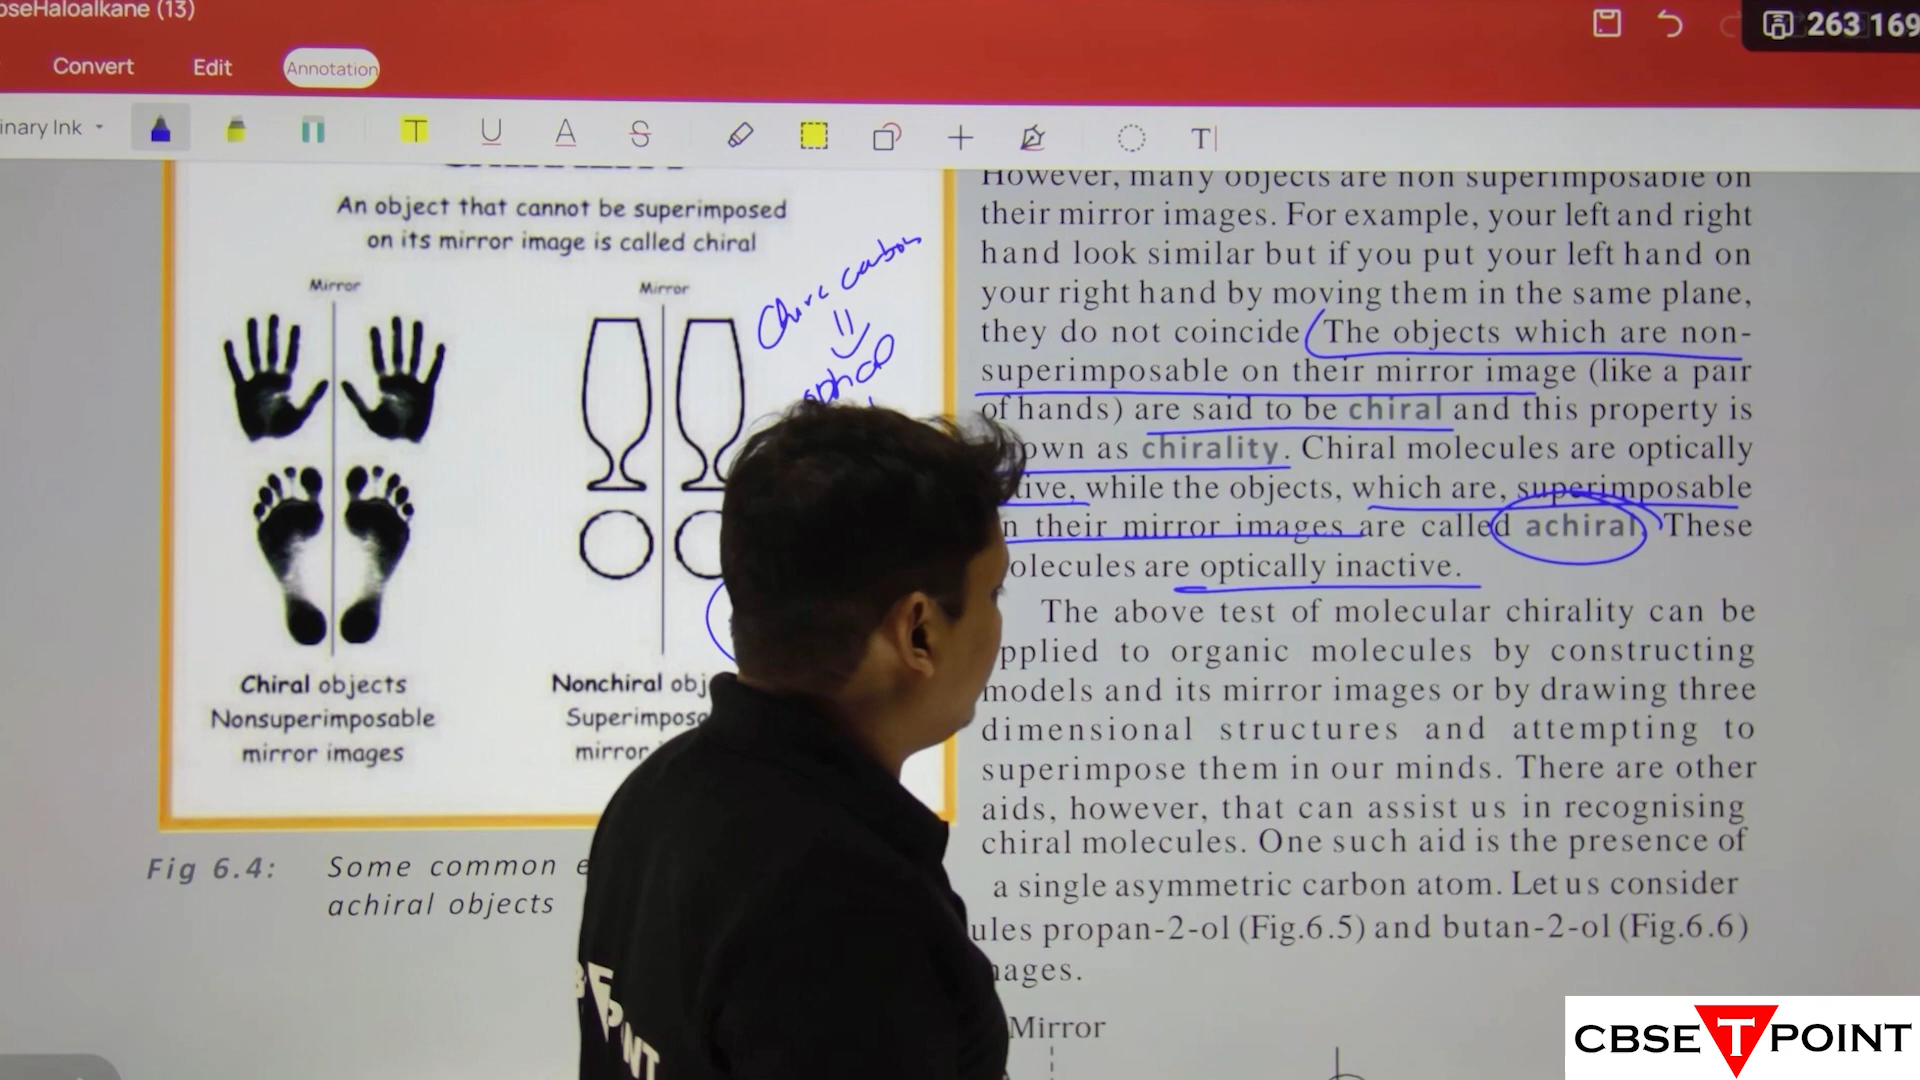 oseHaloalkane (13)
263 169
Convert Edit Annotation
inary Ink
An object that cannot be superimposed
on its mirror image is called chiral
Mirror
Mirror
carbon
Chiral objects
Nonsuperimposable
mirror images
Nonchiral obj
Superimpos
mirror
Fig 6.4: Some common e
achiral objects
However, many objects are non superimposable on
their mirror images. For example, your left and right
hand look similar but if you put your left hand on
your right hand by moving them in the same plane,
they do not coincide (The objects which are non-
superimposable on their mirror image (like a pair
of hands) are said to be chiral and this property is
own as chirality. Chiral molecules are optically
tive, while the objects, which are, superimposable
n their mirror images are called achiral. These
olecules are optically inactive.
The above test of molecular chirality can be
pplied to organic molecules by constructing
models and its mirror images or by drawing three
dimensional structures and attempting to
superimpose them in our minds. There are other
aids, however, that can assist us in recognising
chiral molecules. One such aid is the presence of
a single asymmetric carbon atom. Let us consider
ules propan-2-ol (Fig.6.5) and butan-2-ol (Fig.6.6)
nages.
Mirror
CBSE T POINT